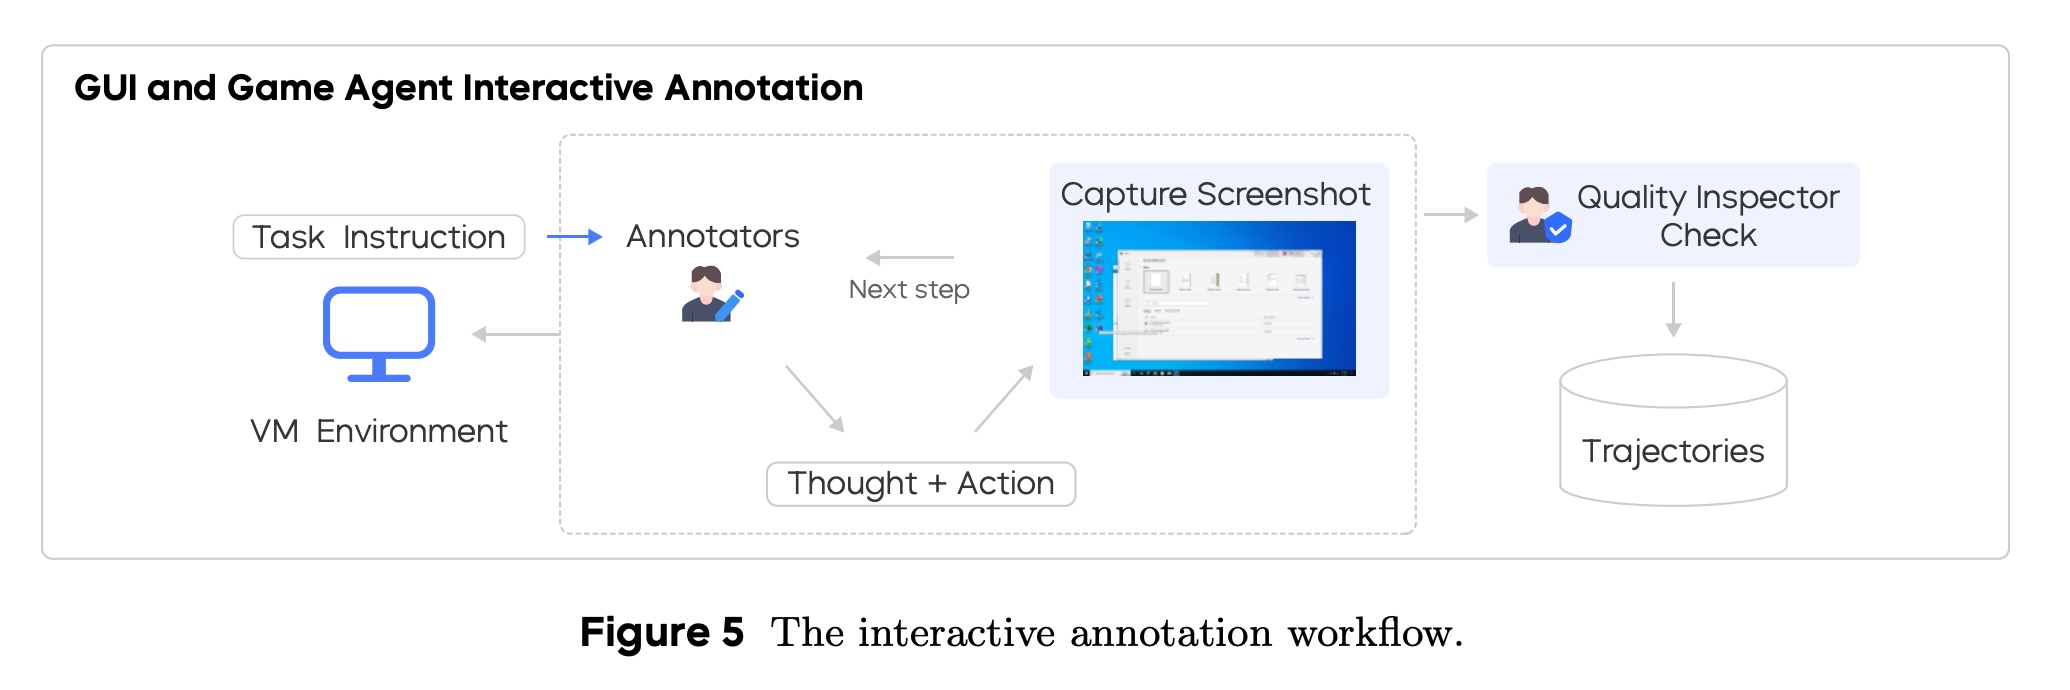 GUI and Game Agent Interactive Annotation
Task Instruction
VM Environment
Annotators
Next step
Thought + Action
Capture Screenshot
Quality Inspector
Check
Trajectories
Figure 5 The interactive annotation workflow.